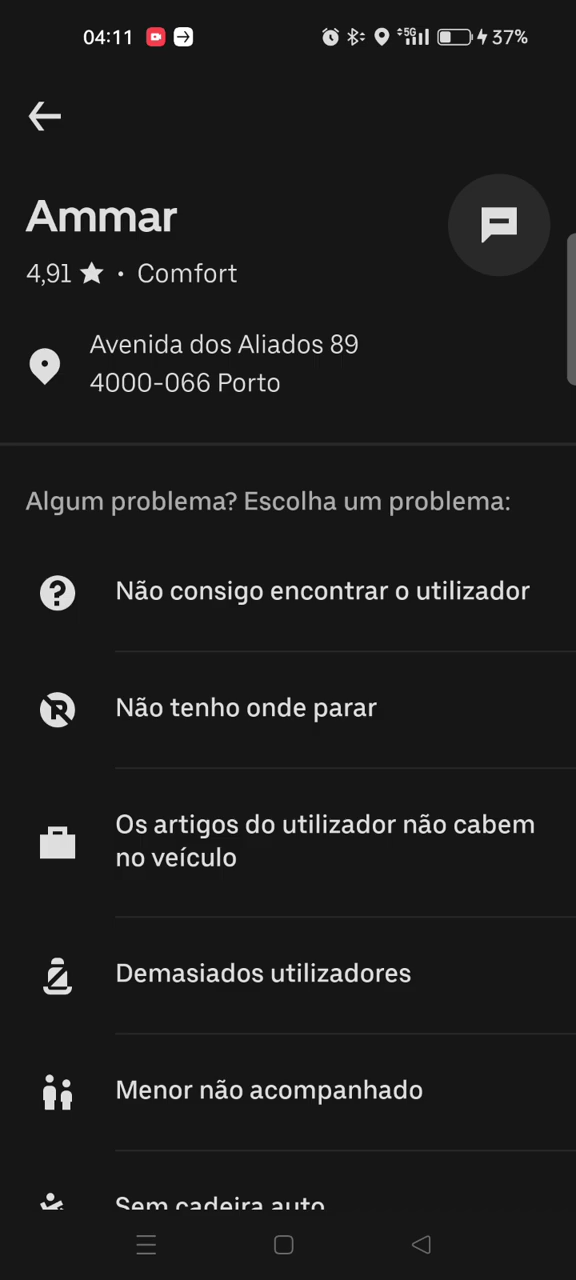 04:11 5G 37%
Ammar
4,91 ★ • Comfort
Avenida dos Aliados 89
4000-066 Porto
Algum problema? Escolha um problema:
Não consigo encontrar o utilizador
Não tenho onde parar
Os artigos do utilizador não cabem
no veículo
Demasiados utilizadores
Menor não acompanhado
Sem cadeira auto